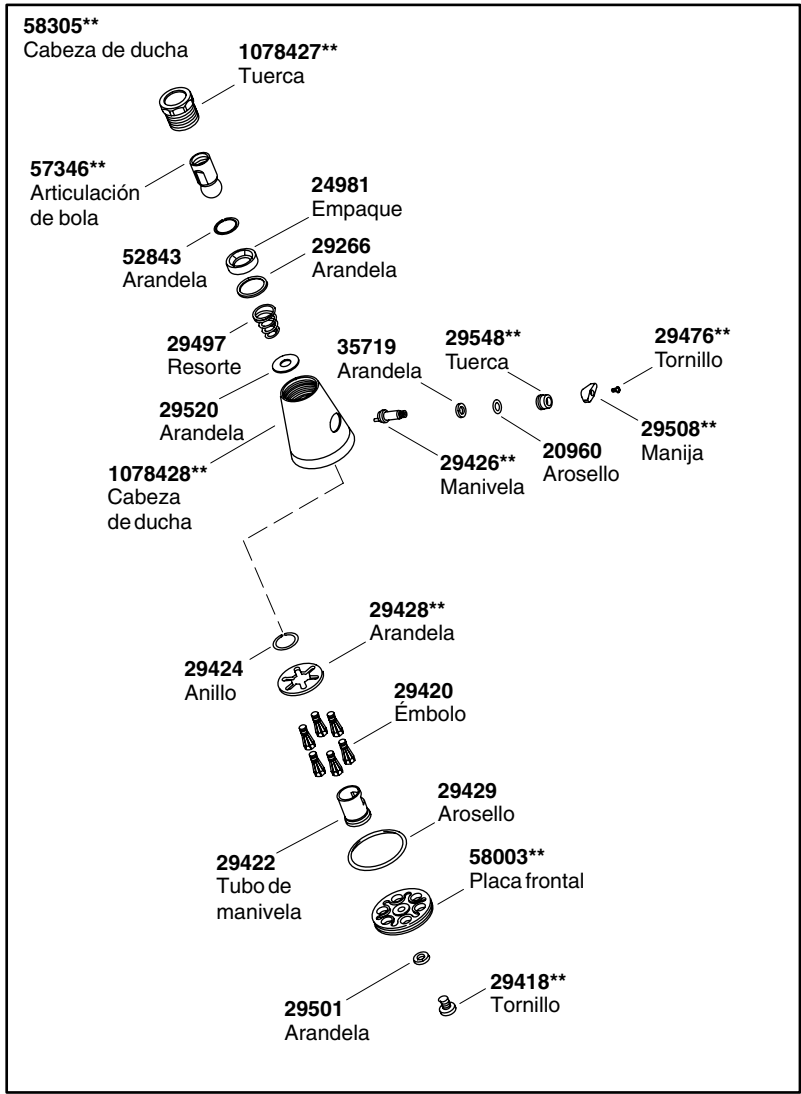 58305**
Cabeza de ducha
1078427**
Tuerca
57346**
Articulación
de bola
24981
Empaque
52843
Arandela
29266
Arandela
29497
Resorte
35719
Arandela
29548**
Tuerca
29476**
Tornillo
29520
Arandela
29508**
Manija
29426**
Manivela
20960
Arosello
1078428**
Cabeza
de ducha
29428**
Arandela
29424
Anillo
29420
Émbolo
29429
Arosello
29422
Tubo de
manivela
58003**
Placa frontal
29501
Arandela
29418**
Tornillo